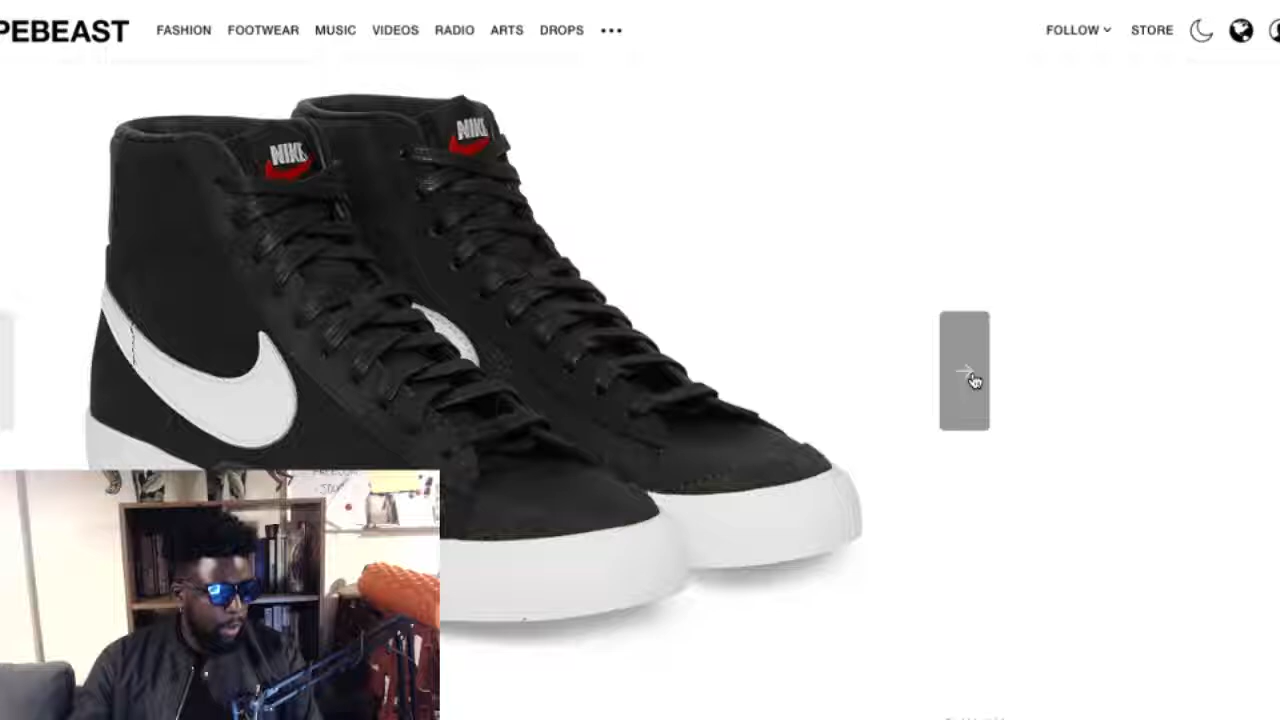 PEBEAST FASHION FOOTWEAR MUSIC VIDEOS RADIO ARTS DROPS ••• FOLLOW STORE
NIKE
NIKE